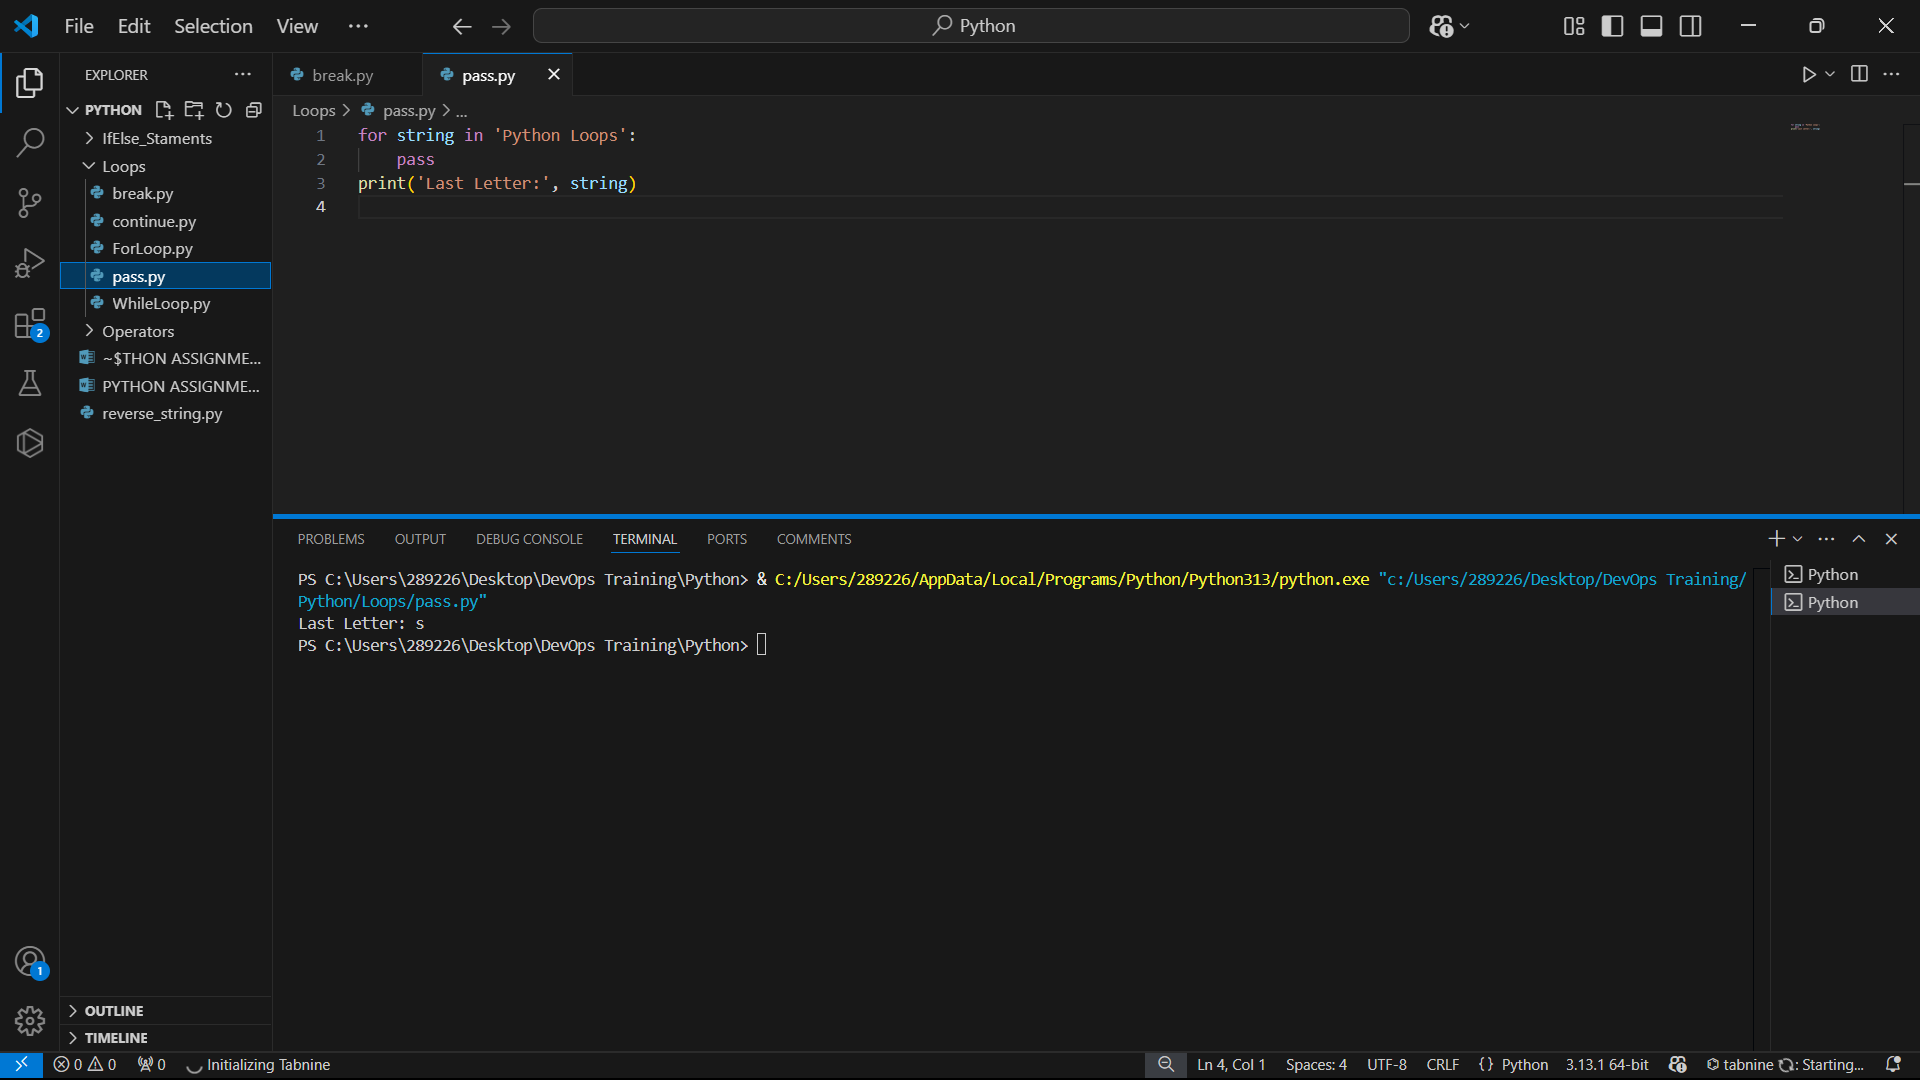 File Edit Selection View ···
Python
EXPLORER ···
PYTHON
IfElse_Staments
Loops
break.py
continue.py
ForLoop.py
pass.py
WhileLoop.py
Operators
~$THON ASSIGNME...
PYTHON ASSIGNME...
reverse_string.py
OUTLINE
TIMELINE
2
1
break.py pass.py
Loops > pass.py > ...
1 for string in 'Python Loops':
2 pass
3 print('Last Letter:', string)
4
PROBLEMS OUTPUT DEBUG CONSOLE TERMINAL PORTS COMMENTS
PS C:\Users\289226\Desktop\DevOps Training\Python> & C:/Users/289226/AppData/Local/Programs/Python/Python313/python.exe "c:/Users/289226/Desktop/DevOps Training/
Python/Loops/pass.py"
Last Letter: s
PS C:\Users\289226\Desktop\DevOps Training\Python>
Python
Python
0 0 0 Initializing Tabnine Ln 4, Col 1 Spaces: 4 UTF-8 CRLF {} Python 3.13.1 64-bit tabnine : Starting...